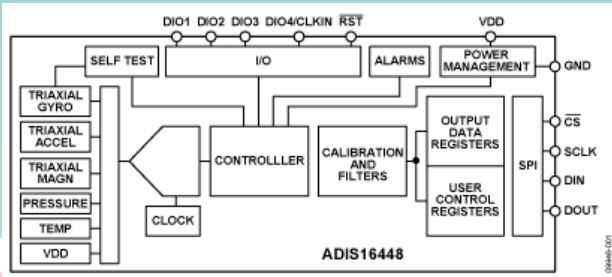 DIO1 DIO2 DIO3 DIO4/CLKIN RST VDD
SELF TEST
I/O
ALARMS
POWER
MANAGEMENT
GND
TRIAXIAL
GYRO
TRIAXIAL
ACCEL
TRIAXIAL
MAGN
PRESSURE
TEMP
VDD
CLOCK
CONTROLLLER
CALIBRATION
AND
FILTERS
OUTPUT
DATA
REGISTERS
USER
CONTROL
REGISTERS
SPI
CS
SCLK
DIN
DOUT
ADIS16448
09949-001